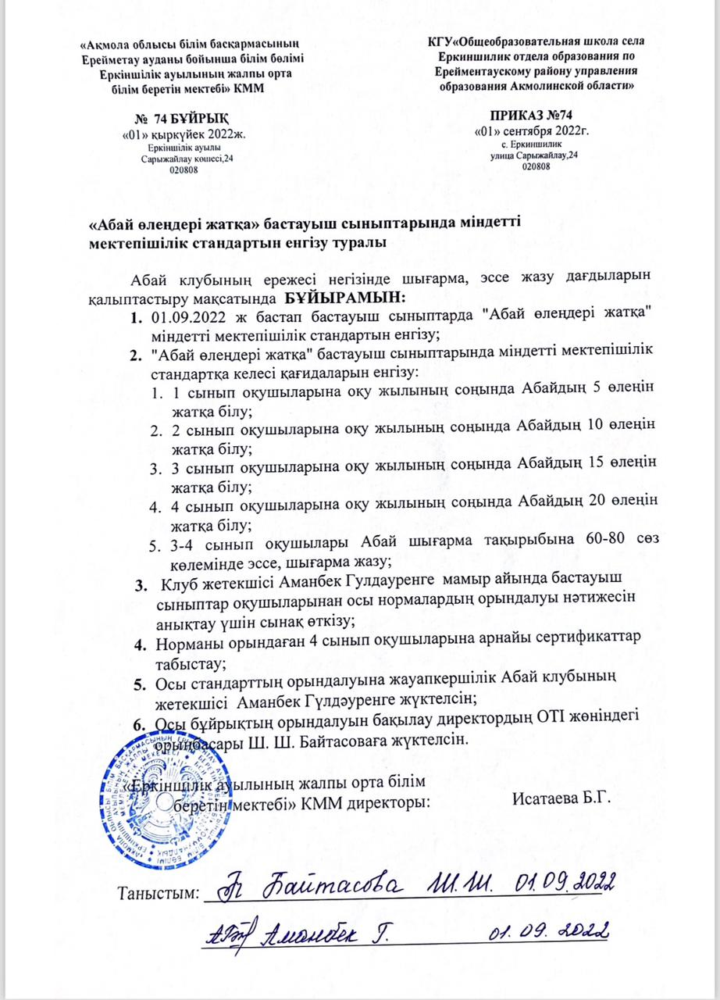 «Ақмола облысы білім басқармасының
Ерейметау ауданы бойынша білім бөлімі
Еркіншілік ауылының жалпы орта
білім беретін мектебі» КММ
№ 74 БҰЙРЫҚ
«01» қыркүйек 2022ж.
Еркіншілік ауылы
Сарыжайлау көшесі,24
020808
КГУ«Общеобразовательная школа села
Еркиншилик отдела образования по
Ерейментаускому району управления
образования Акмолинской области»
ПРИКАЗ №74
«01» сентября 2022г.
с. Еркиншилик
улица Сарыжайлау,24
020808
«Абай өлеңдері жатқа» бастауыш сыныптарында міндетті
мектепішілік стандартын енгізу туралы
Абай клубының ережесі негізінде шығарма, эссе жазу дағдыларын
қалыптастыру мақсатында БҰЙЫРАМЫН:
1. 01.09.2022 ж бастап бастауыш сыныптарда "Абай өлеңдері жатқа"
міндетті мектепішілік стандартын енгізу;
2. "Абай өлеңдері жатқа" бастауыш сыныптарында міндетті мектепішілік
стандартқа келесі қағидаларын енгізу:
1. 1 сынып оқушыларына оқу жылының соңында Абайдың 5 өлеңін
жатқа білу;
2. 2 сынып оқушыларына оқу жылының соңында Абайдың 10 өлеңін
жатқа білу;
3. 3 сынып оқушыларына оқу жылының соңында Абайдың 15 өлеңін
жатқа білу;
4. 4 сынып оқушыларына оқу жылының соңында Абайдың 20 өлеңін
жатқа білу;
5. 3-4 сынып оқушылары Абай шығарма тақырыбына 60-80 сөз
көлемінде эссе, шығарма жазу;
3. Клуб жетекшісі Аманбек Гулдауренге мамыр айында бастауыш
сыныптар оқушыларынан осы нормалардың орындалуы нәтижесін
анықтау үшін сынақ өткізу;
4. Норманы орындаған 4 сынып оқушыларына арнайы сертификаттар
табыстау;
5. Осы стандарттың орындалуына жауапкершілік Абай клубының
жетекшісі Аманбек Гүлдәуренге жүктелсін;
6. Осы бұйрықтың орындалуын бақылау директордың ОТІ жөніндегі
орынбасары Ш. Ш. Байтасоваға жүктелсін.
«Еркіншілік ауылының жалпы орта білім
беретін мектебі» КММ директоры: Исатаева Б.Г.
Таныстым: Байтасова Ш.Ш. 01.09.2022
Аманбек Г. 01.09.2022